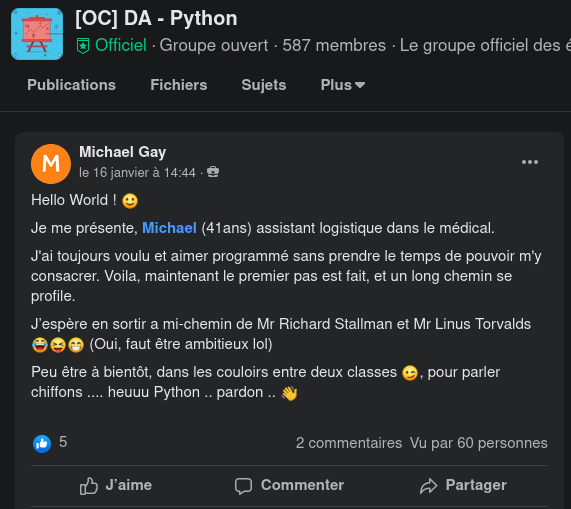 [OC] DA - Python
Officiel · Groupe ouvert · 587 membres · Le groupe officiel des é
Publications Fichiers Sujets Plus
M
Michael Gay
le 16 janvier à 14:44 ·
Hello World ! 🙂
Je me présente, Michael (41ans) assistant logistique dans le médical.
J'ai toujours voulu et aimer programmé sans prendre le temps de pouvoir m'y
consacrer. Voila, maintenant le premier pas est fait, et un long chemin se
profile.
J'espère en sortir a mi-chemin de Mr Richard Stallman et Mr Linus Torvalds
😂😝😁 (Oui, faut être ambitieux lol)
Peu être à bientôt, dans les couloirs entre deux classes 😉, pour parler
chiffons .... heuuu Python .. pardon .. 👋
5 2 commentaires Vu par 60 personnes
J'aime Commenter Partager